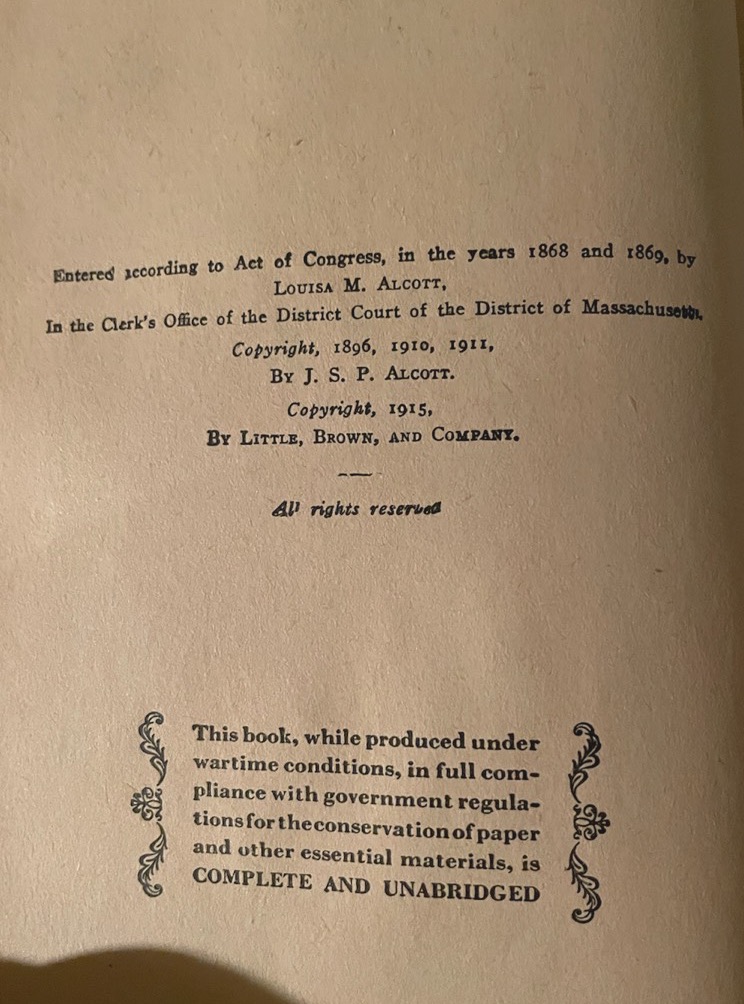 Entered according to Act of Congress, in the years 1868 and 1869, by
LOUISA M. ALCOTT,
In the Clerk's Office of the District Court of the District of Massachusetts.
Copyright, 1896, 1910, 1911,
BY J. S. P. ALCOTT.
Copyright, 1915,
BY LITTLE, BROWN, AND COMPANY.
All rights reserved
This book, while produced under
wartime conditions, in full com-
pliance with government regula-
tions for the conservation of paper
and other essential materials, is
COMPLETE AND UNABRIDGED